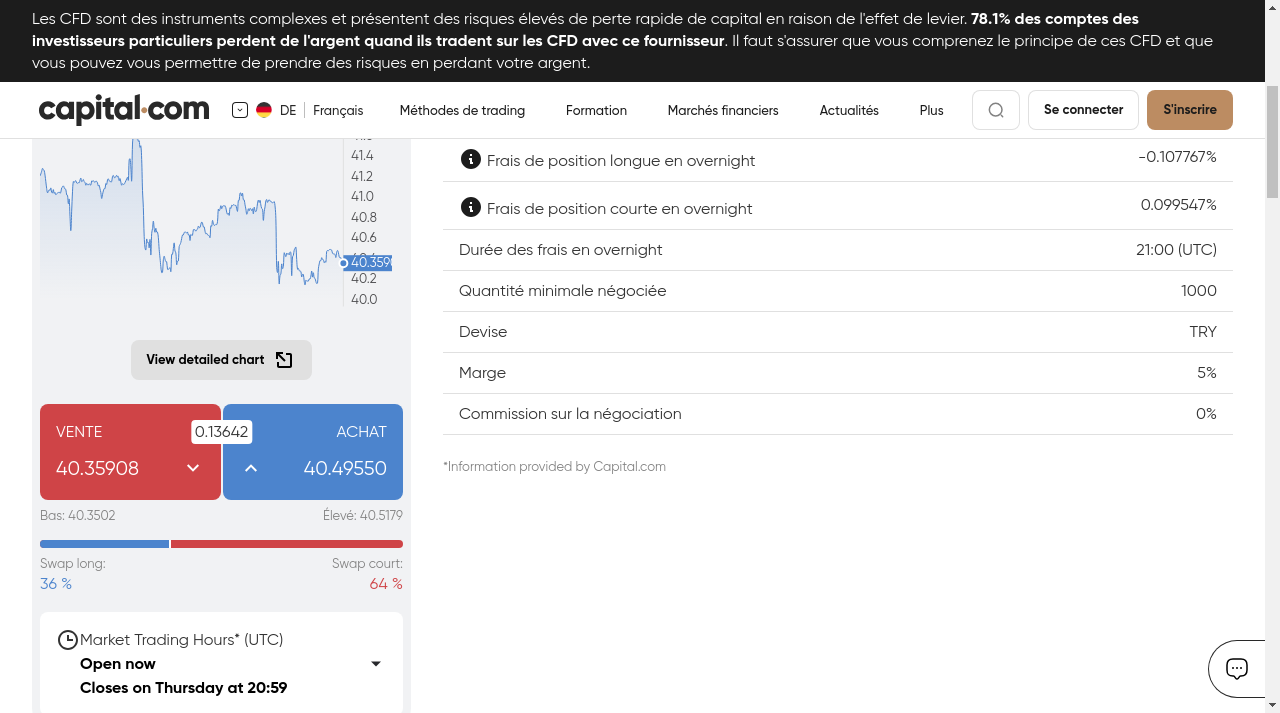 Les CFD sont des instruments complexes et présentent des risques élevés de perte rapide de capital en raison de l'effet de levier. 78.1% des comptes des
investisseurs particuliers perdent de l'argent quand ils tradent sur les CFD avec ce fournisseur. Il faut s'assurer que vous comprenez le principe de ces CFD et que
vous pouvez vous permettre de prendre des risques en perdant votre argent.
capital.com
DE
Français
Méthodes de trading
Formation
Marchés financiers
Actualités
Plus
Se connecter
S'inscrire
41.4
41.2
41.0
40.8
40.6
40.359
40.2
40.0
View detailed chart
VENTE
0.13642
ACHAT
40.35908
40.49550
Bas: 40.3502
Élevé: 40.5179
Swap long:
Swap court:
36 %
64 %
Market Trading Hours* (UTC)
Open now
Closes on Thursday at 20:59
Frais de position longue en overnight
-0.107767%
Frais de position courte en overnight
0.099547%
Durée des frais en overnight
21:00 (UTC)
Quantité minimale négociée
1000
Devise
TRY
Marge
5%
Commission sur la négociation
0%
*Information provided by Capital.com